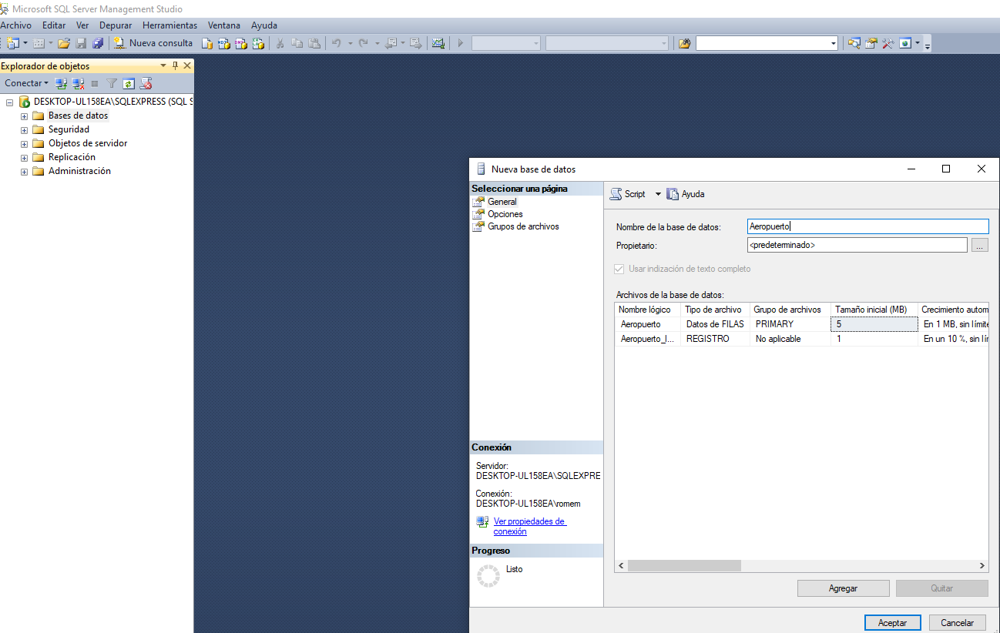 Microsoft SQL Server Management Studio
Archivo Editar Ver Depurar Herramientas Ventana Ayuda
Nueva consulta
Explorador de objetos
Conectar
DESKTOP-UL158EA\SQLEXPRESS (SQL S
Bases de datos
Seguridad
Objetos de servidor
Replicación
Administración
Nueva base de datos
Seleccionar una página
General
Opciones
Grupos de archivos
Script Ayuda
Nombre de la base de datos: Aeropuerto
Propietario: <predeterminado> ...
Usar indización de texto completo
Archivos de la base de datos:
Nombre lógico Tipo de archivo Grupo de archivos Tamaño inicial (MB) Crecimiento autom
Aeropuerto Datos de FILAS PRIMARY 5 En 1 MB, sin límite
Aeropuerto_l... REGISTRO No aplicable 1 En un 10 %, sin lí
Conexión
Servidor:
DESKTOP-UL158EA\SQLEXPRE
Conexión:
DESKTOP-UL158EA\romem
Ver propiedades de
conexión
Progreso
Listo
Agregar Quitar
Aceptar Cancelar